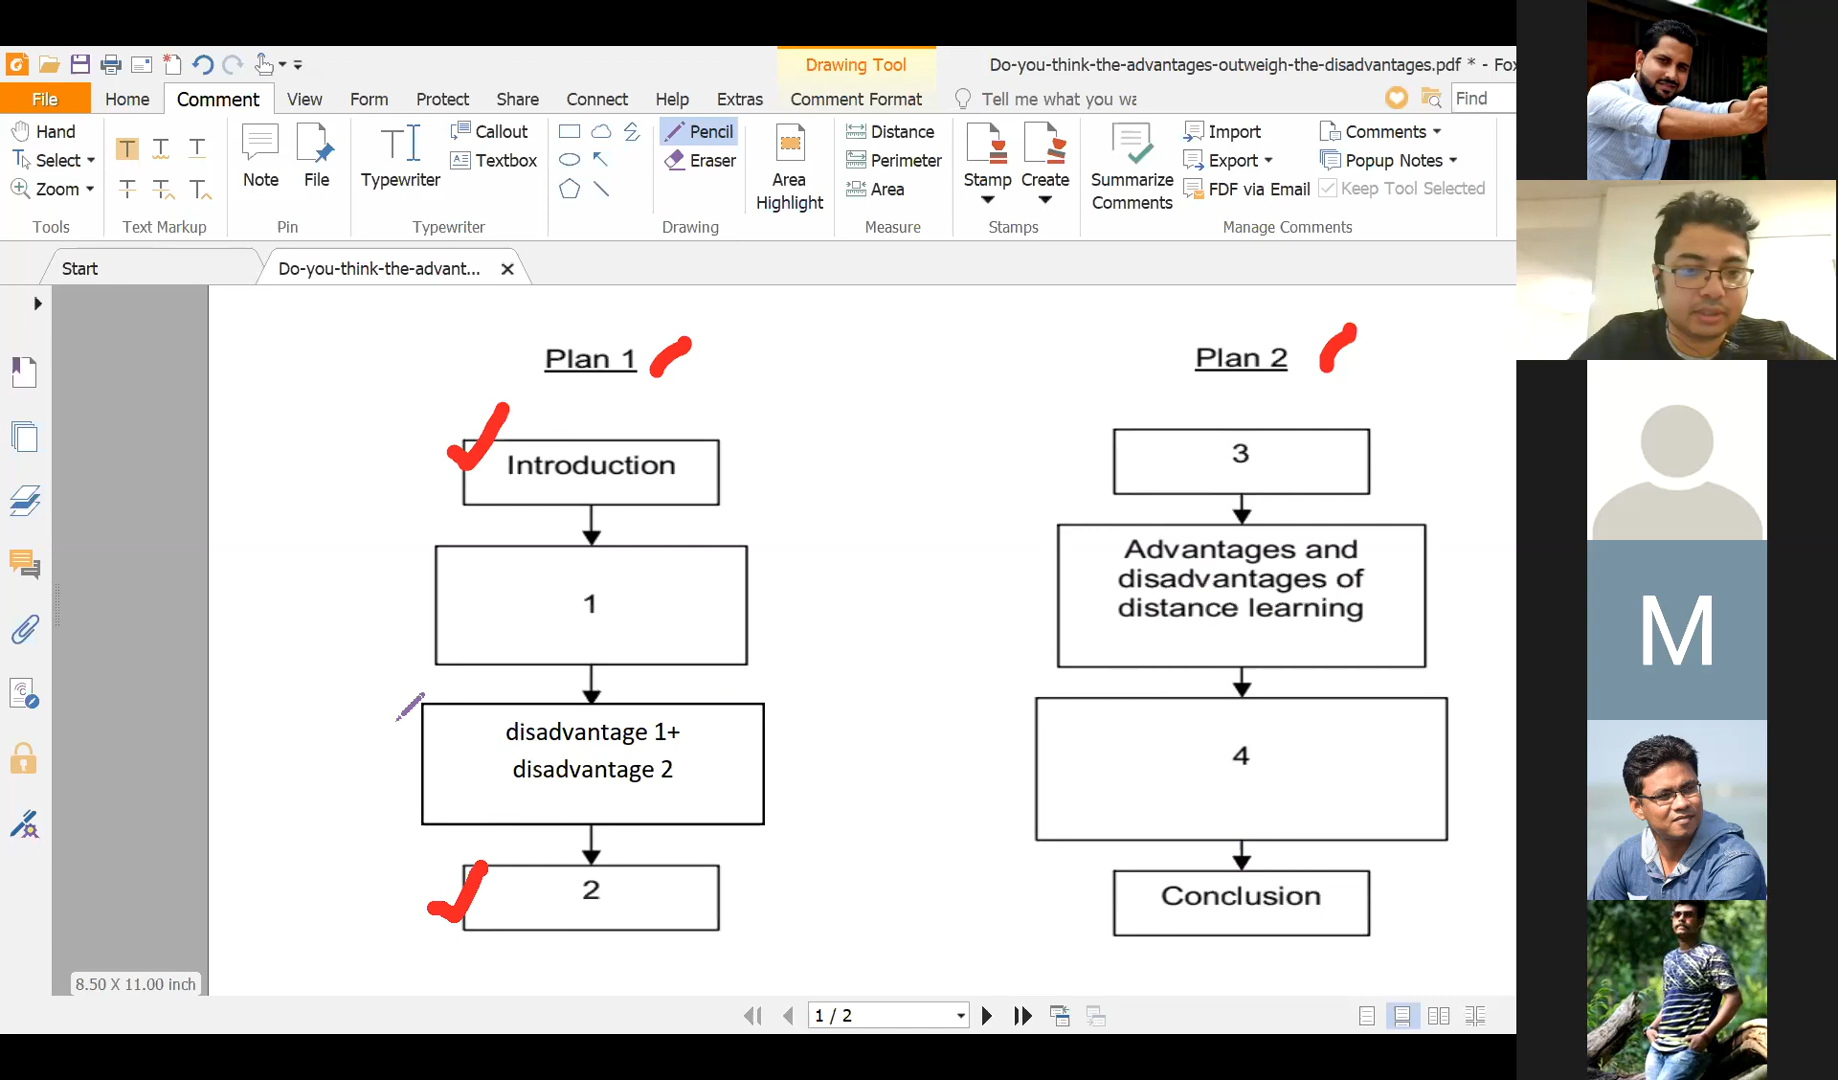 Drawing Tool
Do-you-think-the-advantages-outweigh-the-disadvantages.pdf * - Fox
File Home Comment View Form Protect Share Connect Help Extras Comment Format Tell me what you wa Find
Hand
Select
Zoom
Tools
Text Markup
Note
File
Pin
Typewriter
Callout
Textbox
Typewriter
Pencil
Eraser
Drawing
Area
Highlight
Distance
Perimeter
Area
Measure
Stamp
Create
Stamps
Summarize
Comments
Import
Export
FDF via Email
Comments
Popup Notes
Keep Tool Selected
Manage Comments
Start
Do-you-think-the-advant...
Plan 1
Introduction
1
disadvantage 1+
disadvantage 2
2
Plan 2
3
Advantages and
disadvantages of
distance learning
4
Conclusion
8.50 X 11.00 inch
1 / 2
M